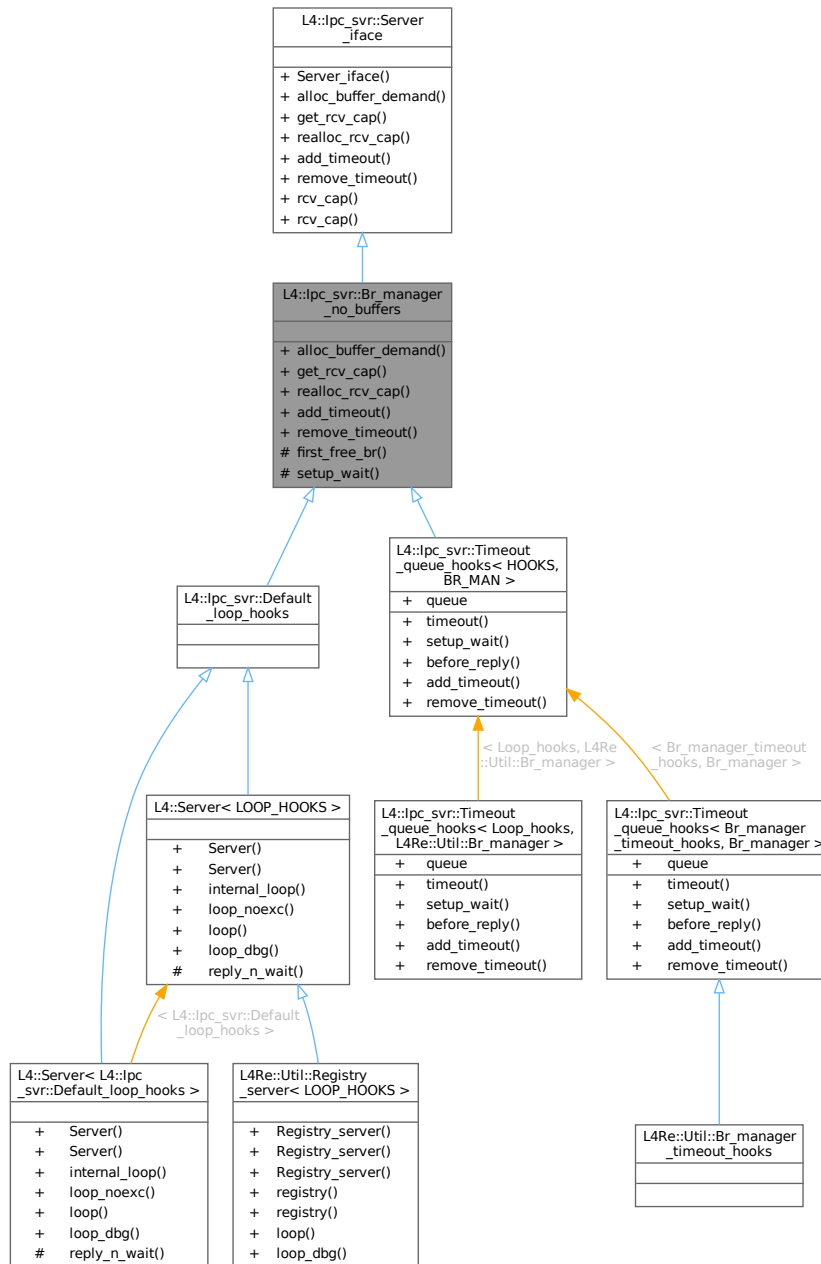 L4::Ipc_svr::Server
_iface
+ Server_iface()
+ alloc_buffer_demand()
+ get_rcv_cap()
+ realloc_rcv_cap()
+ add_timeout()
+ remove_timeout()
+ rcv_cap()
+ rcv_cap()
L4::Ipc_svr::Br_manager
_no_buffers
+ alloc_buffer_demand()
+ get_rcv_cap()
+ realloc_rcv_cap()
+ add_timeout()
+ remove_timeout()
# first_free_br()
# setup_wait()
L4::Ipc_svr::Default
_loop_hooks
L4::Ipc_svr::Timeout
_queue_hooks< HOOKS,
BR_MAN >
+ queue
+ timeout()
+ setup_wait()
+ before_reply()
+ add_timeout()
+ remove_timeout()
< Loop_hooks, L4Re
::Util::Br_manager >
< Br_manager_timeout
_hooks, Br_manager >
L4::Server< LOOP_HOOKS >
+ Server()
+ Server()
+ internal_loop()
+ loop_noexc()
+ loop()
+ loop_dbg()
# reply_n_wait()
L4::Ipc_svr::Timeout
_queue_hooks< Loop_hooks,
L4Re::Util::Br_manager >
+ queue
+ timeout()
+ setup_wait()
+ before_reply()
+ add_timeout()
+ remove_timeout()
L4::Ipc_svr::Timeout
_queue_hooks< Br_manager
_timeout_hooks, Br_manager >
+ queue
+ timeout()
+ setup_wait()
+ before_reply()
+ add_timeout()
+ remove_timeout()
< L4::Ipc_svr::Default
_loop_hooks >
L4::Server< L4::Ipc
_svr::Default_loop_hooks >
+ Server()
+ Server()
+ internal_loop()
+ loop_noexc()
+ loop()
+ loop_dbg()
# reply_n_wait()
L4Re::Util::Registry
_server< LOOP_HOOKS >
+ Registry_server()
+ Registry_server()
+ Registry_server()
+ registry()
+ registry()
+ loop()
+ loop_dbg()
L4Re::Util::Br_manager
_timeout_hooks